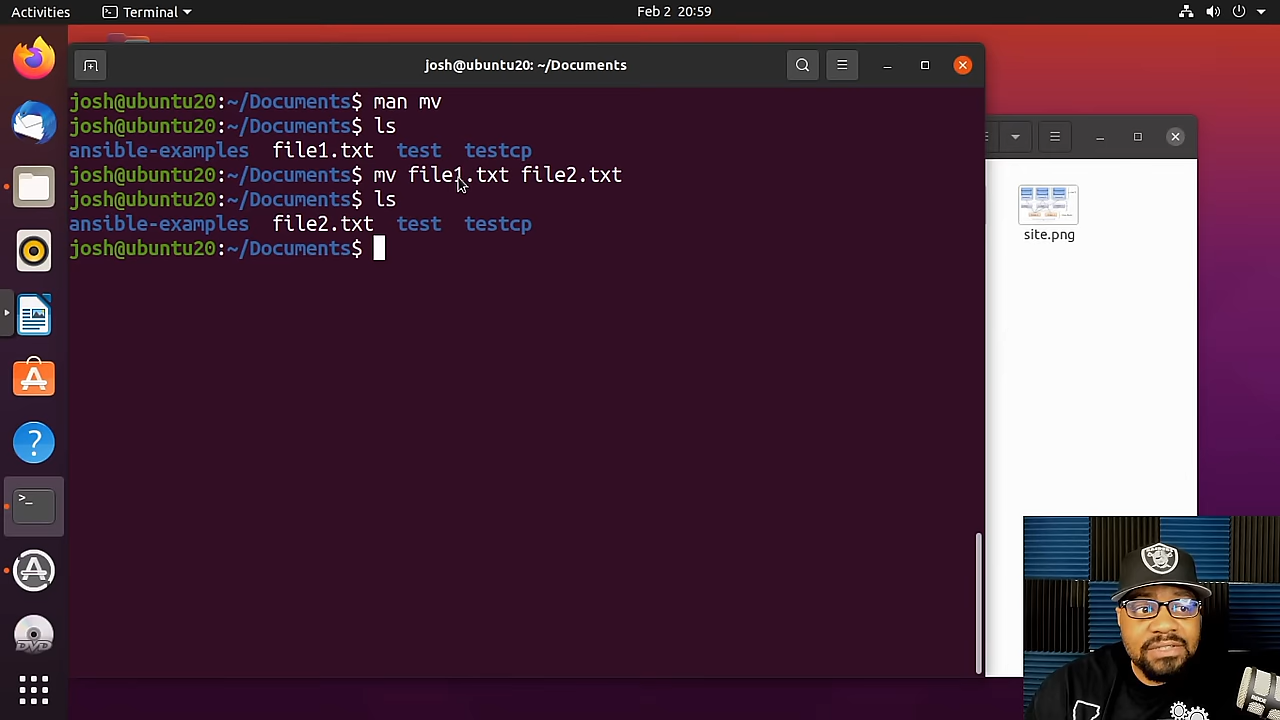 Activities
Terminal
Feb 2 20:59
josh@ubuntu20: ~/Documents
josh@ubuntu20:~/Documents$ man mv
josh@ubuntu20:~/Documents$ ls
ansible-examples file1.txt test testcp
josh@ubuntu20:~/Documents$ mv file1.txt file2.txt
josh@ubuntu20:~/Documents$ ls
ansible-examples file2.txt test testcp
josh@ubuntu20:~/Documents$
site.png
>_
DVD